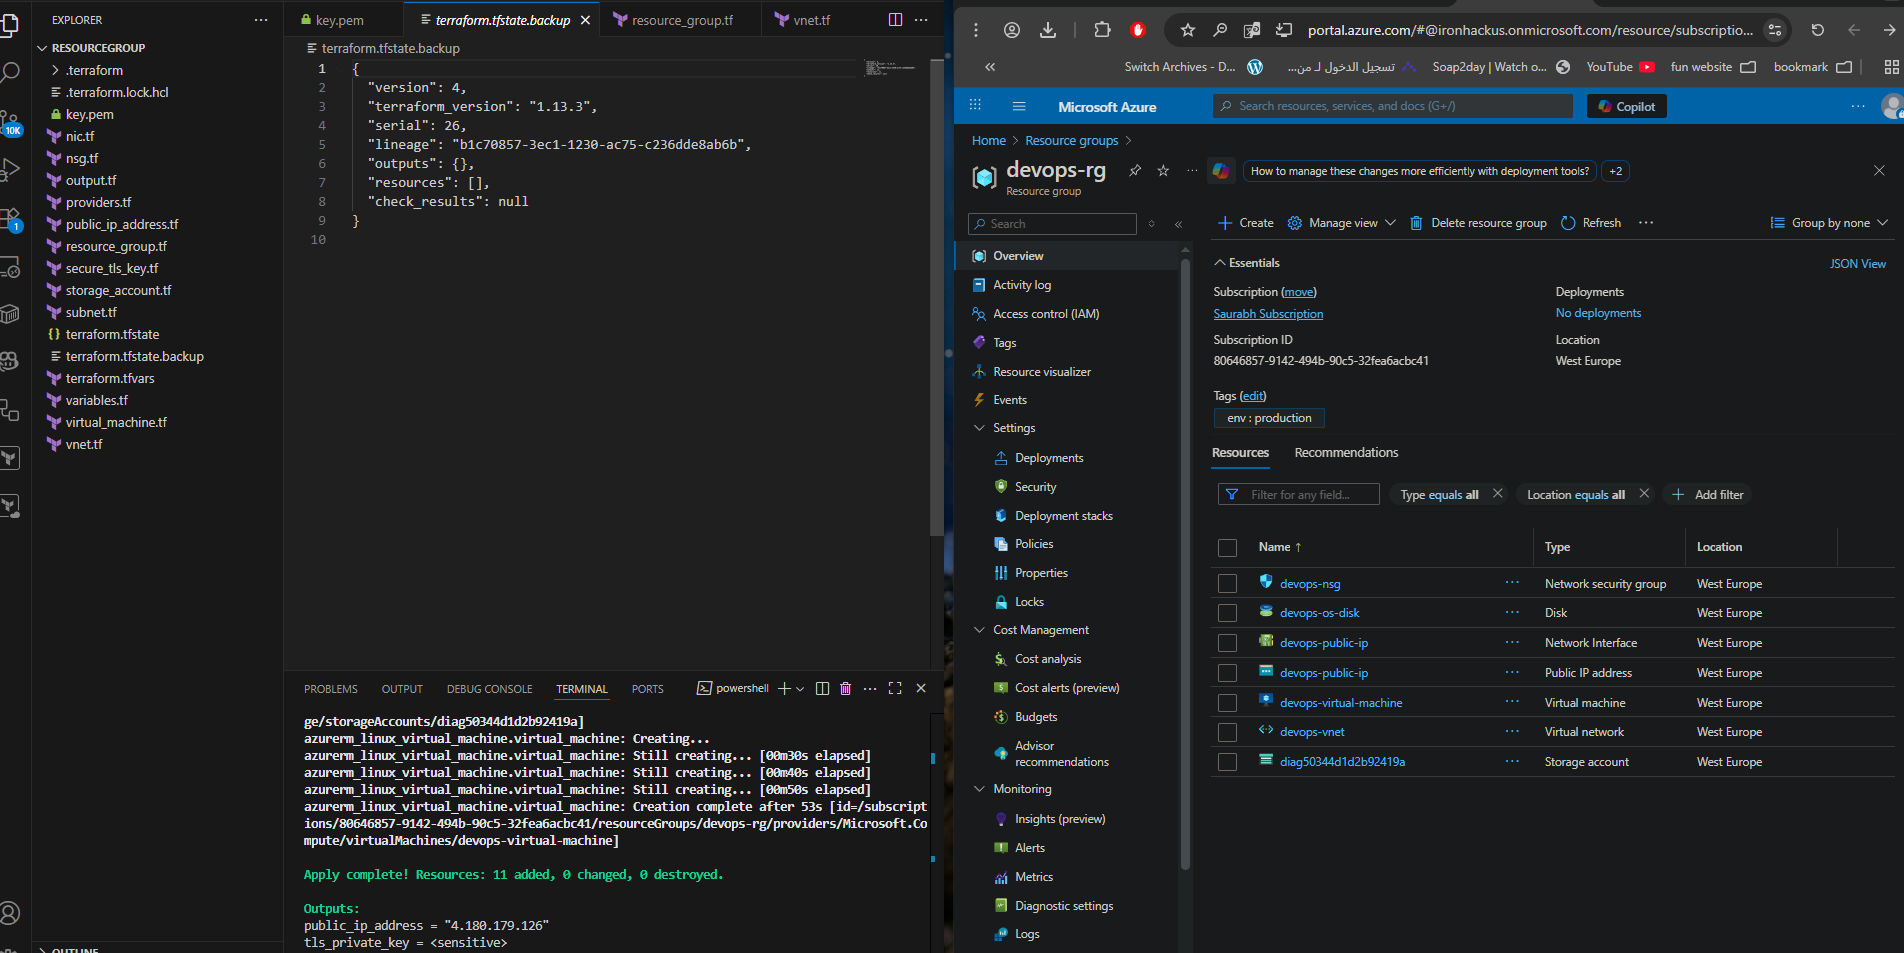 EXPLORER
RESOURCEGROUP
.terraform
.terraform.lock.hcl
key.pem
nic.tf
nsg.tf
output.tf
providers.tf
public_ip_address.tf
resource_group.tf
secure_tls_key.tf
storage_account.tf
subnet.tf
terraform.tfstate
terraform.tfstate.backup
terraform.tfvars
variables.tf
virtual_machine.tf
vnet.tf
10K
1
key.pem
terraform.tfstate.backup
resource_group.tf
vnet.tf
terraform.tfstate.backup
1 {
2 "version": 4,
3 "terraform_version": "1.13.3",
4 "serial": 26,
5 "lineage": "b1c70857-3ec1-1230-ac75-c236dde8ab6b",
6 "outputs": {},
7 "resources": [],
8 "check_results": null
9 }
10
PROBLEMS OUTPUT DEBUG CONSOLE TERMINAL PORTS powershell
ge/storageAccounts/diag50344d1d2b92419a]
azurerm_linux_virtual_machine.virtual_machine: Creating...
azurerm_linux_virtual_machine.virtual_machine: Still creating... [00m30s elapsed]
azurerm_linux_virtual_machine.virtual_machine: Still creating... [00m40s elapsed]
azurerm_linux_virtual_machine.virtual_machine: Still creating... [00m50s elapsed]
azurerm_linux_virtual_machine.virtual_machine: Creation complete after 53s [id=/subscript
ions/80646857-9142-494b-90c5-32fea6acbc41/resourceGroups/devops-rg/providers/Microsoft.Co
mpute/virtualMachines/devops-virtual-machine]
Apply complete! Resources: 11 added, 0 changed, 0 destroyed.
Outputs:
public_ip_address = "4.180.179.126"
tls_private_key = <sensitive>
OUTLINE
portal.azure.com/#@ironhackus.onmicrosoft.com/resource/subscriptio...
Switch Archives - D...
تسجيل الدخول لـ من...
Soap2day | Watch o...
YouTube
fun website
bookmark
Microsoft Azure
Search resources, services, and docs (G+/)
Copilot
Home > Resource groups >
devops-rg
Resource group
How to manage these changes more efficiently with deployment tools?
+2
Search
Overview
Activity log
Access control (IAM)
Tags
Resource visualizer
Events
Settings
Deployments
Security
Deployment stacks
Policies
Properties
Locks
Cost Management
Cost analysis
Cost alerts (preview)
Budgets
Advisor
recommendations
Monitoring
Insights (preview)
Alerts
Metrics
Diagnostic settings
Logs
Create Manage view Delete resource group Refresh Group by none
Essentials
JSON View
Subscription (move)
Saurabh Subscription
Subscription ID
80646857-9142-494b-90c5-32fea6acbc41
Deployments
No deployments
Location
West Europe
Tags (edit)
env : production
Resources Recommendations
Filter for any field... Type equals all Location equals all Add filter
Name ↑ Type Location
devops-nsg Network security group West Europe
devops-os-disk Disk West Europe
devops-public-ip Network Interface West Europe
devops-public-ip Public IP address West Europe
devops-virtual-machine Virtual machine West Europe
devops-vnet Virtual network West Europe
diag50344d1d2b92419a Storage account West Europe